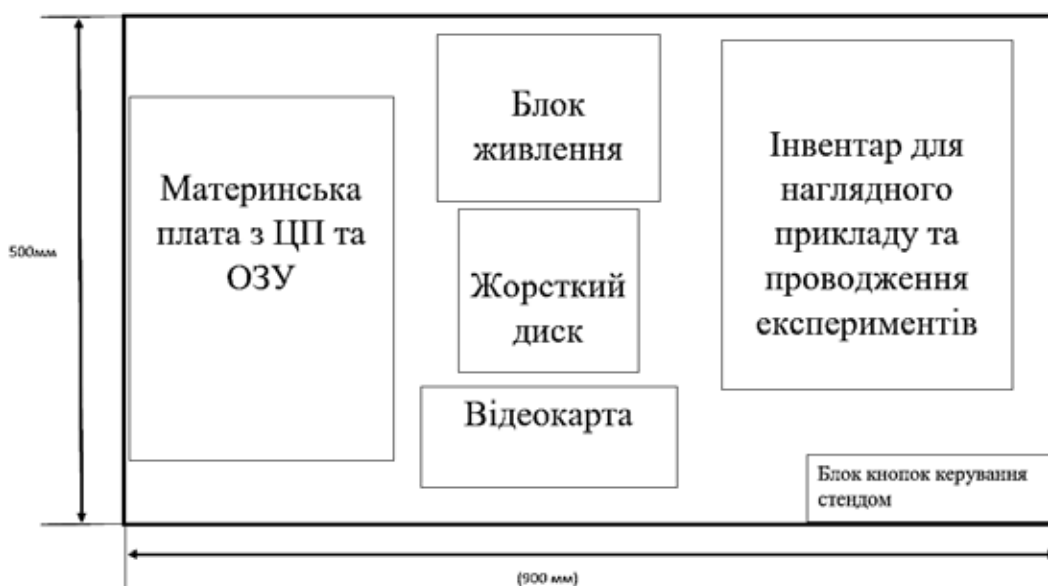 Блок
живлення
Материнська
плата з ЦП та
ОЗУ
Інвентар для
наглядного
прикладу та
проводження
експериментів
500мм
Жорсткий
диск
Відеокарта
Блок кнопок керування
стендом
(900 мм)